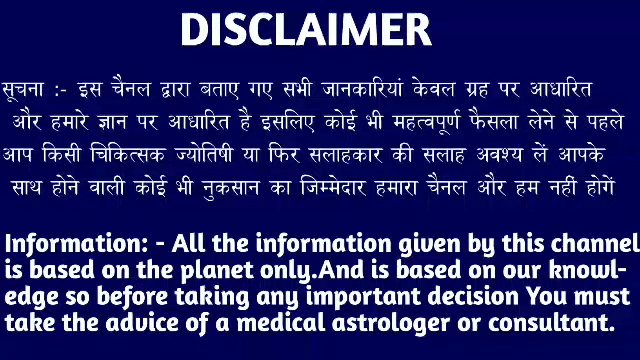 DISCLAIMER
सूचना :- इस चैनल द्वारा बताए गए सभी जानकारियां केवल ग्रह पर आधारित
और हमारे ज्ञान पर आधारित है इसलिए कोई भी महत्वपूर्ण फैसला लेने से पहले
आप किसी चिकित्सक ज्योतिषी या फिर सलाहकार की सलाह अवश्य लें आपके
साथ होने वाली कोई भी नुकसान का जिम्मेदार हमारा चैनल और हम नहीं होगें
Information: - All the information given by this channel
is based on the planet only.And is based on our knowl-
edge so before taking any important decision You must
take the advice of a medical astrologer or consultant.